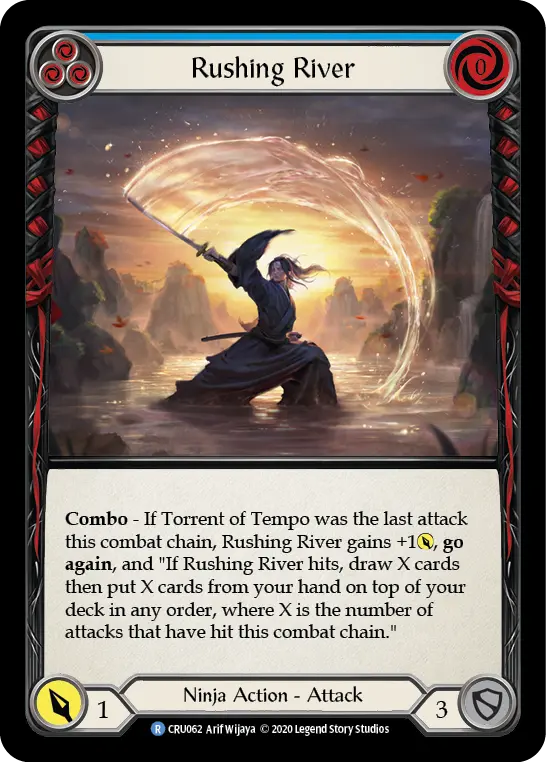 Rushing River
0
Combo - If Torrent of Tempo was the last attack
this combat chain, Rushing River gains +1, go
again, and "If Rushing River hits, draw X cards
then put X cards from your hand on top of your
deck in any order, where X is the number of
attacks that have hit this combat chain."
1
Ninja Action - Attack
3
R CRU062 Arif Wijaya © 2020 Legend Story Studios